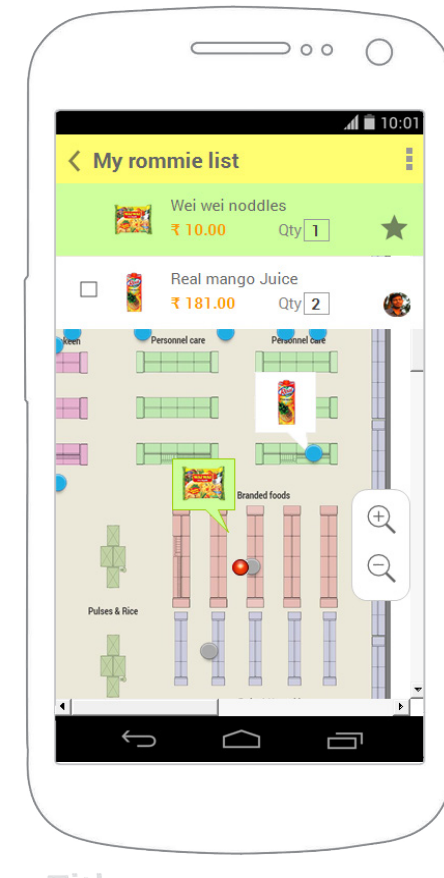 10:01
My rommie list
Wei wei noddles
₹ 10.00 Qty 1
Real mango Juice
₹ 181.00 Qty 2
Personnel care
Personnel care
Branded foods
Pulses & Rice